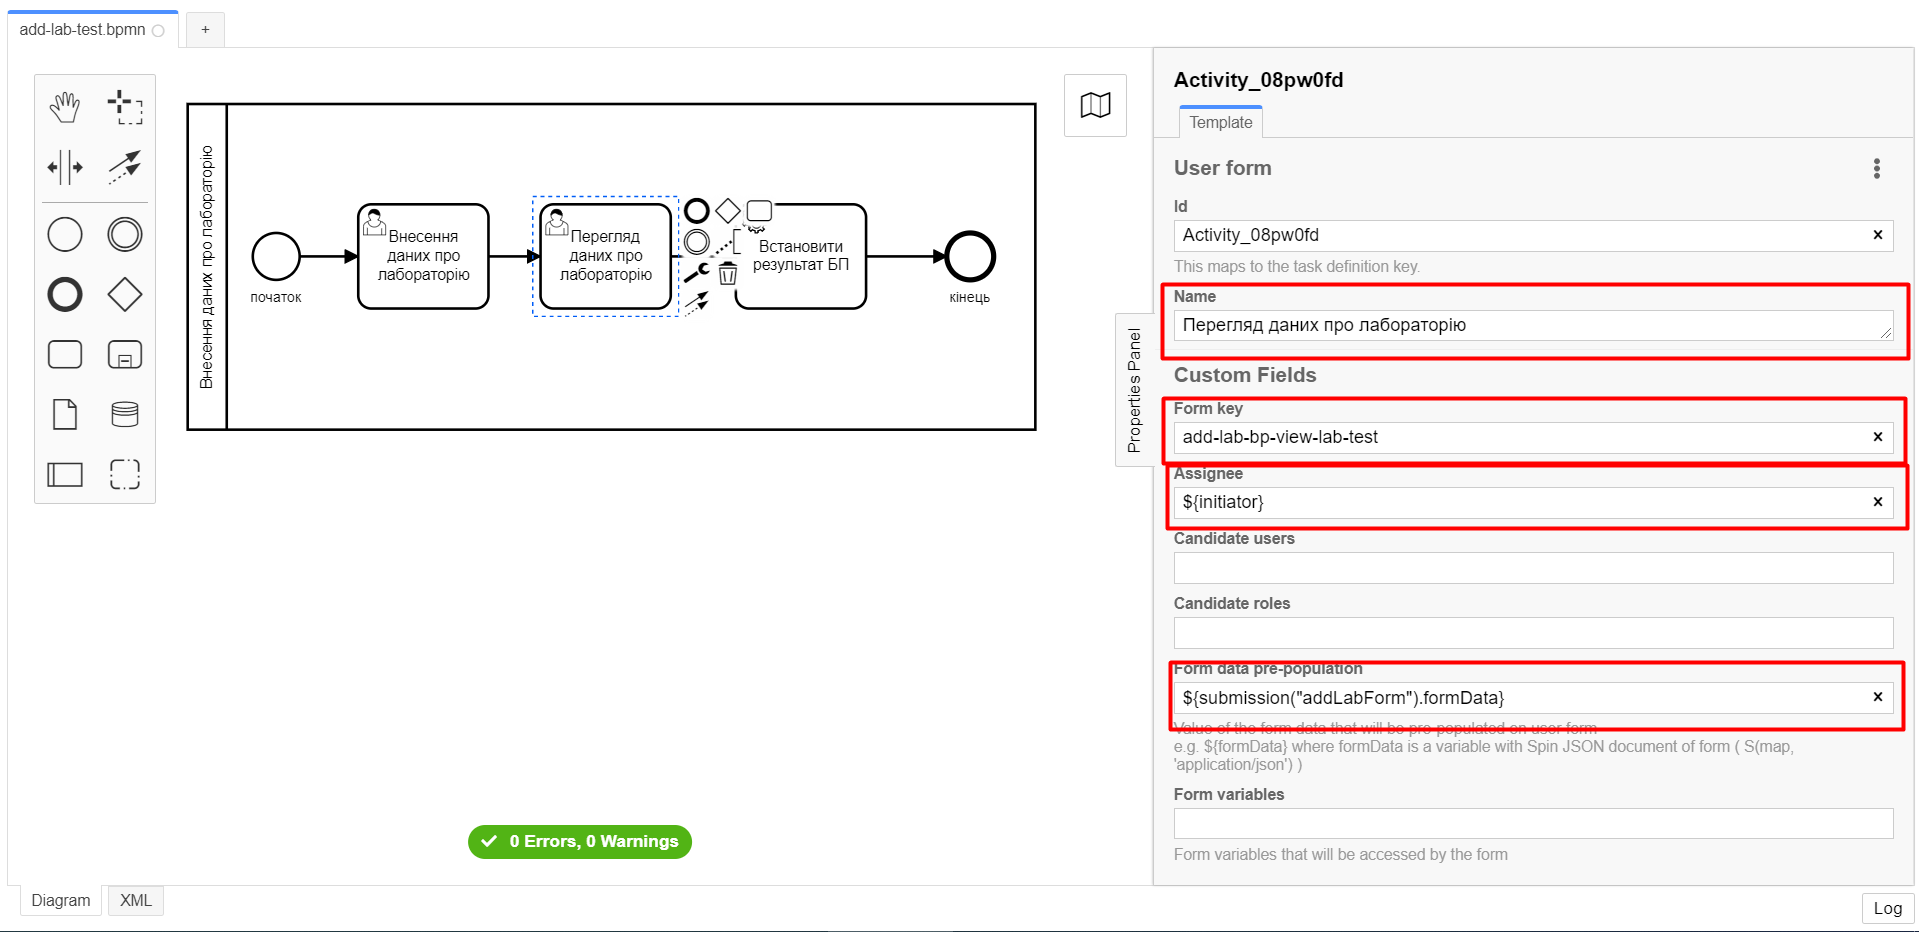 add-lab-test.bpmn
+
Внесення даних про лабораторію
початок
Внесення
даних про
лабораторію
Перегляд
даних про
лабораторію
Встановити
результат БП
кінець
0 Errors, 0 Warnings
Diagram
XML
Properties Panel
Activity_08pw0fd
Template
User form
Id
Activity_08pw0fd
This maps to the task definition key.
Name
Перегляд даних про лабораторію
Custom Fields
Form key
add-lab-bp-view-lab-test
Assignee
${initiator}
Candidate users
Candidate roles
Form data pre-population
${submission("addLabForm").formData}
Value of the form data that will be pre-populated on user form
e.g. ${formData} where formData is a variable with Spin JSON document of form ( S(map,
'application/json') )
Form variables
Form variables that will be accessed by the form
Log